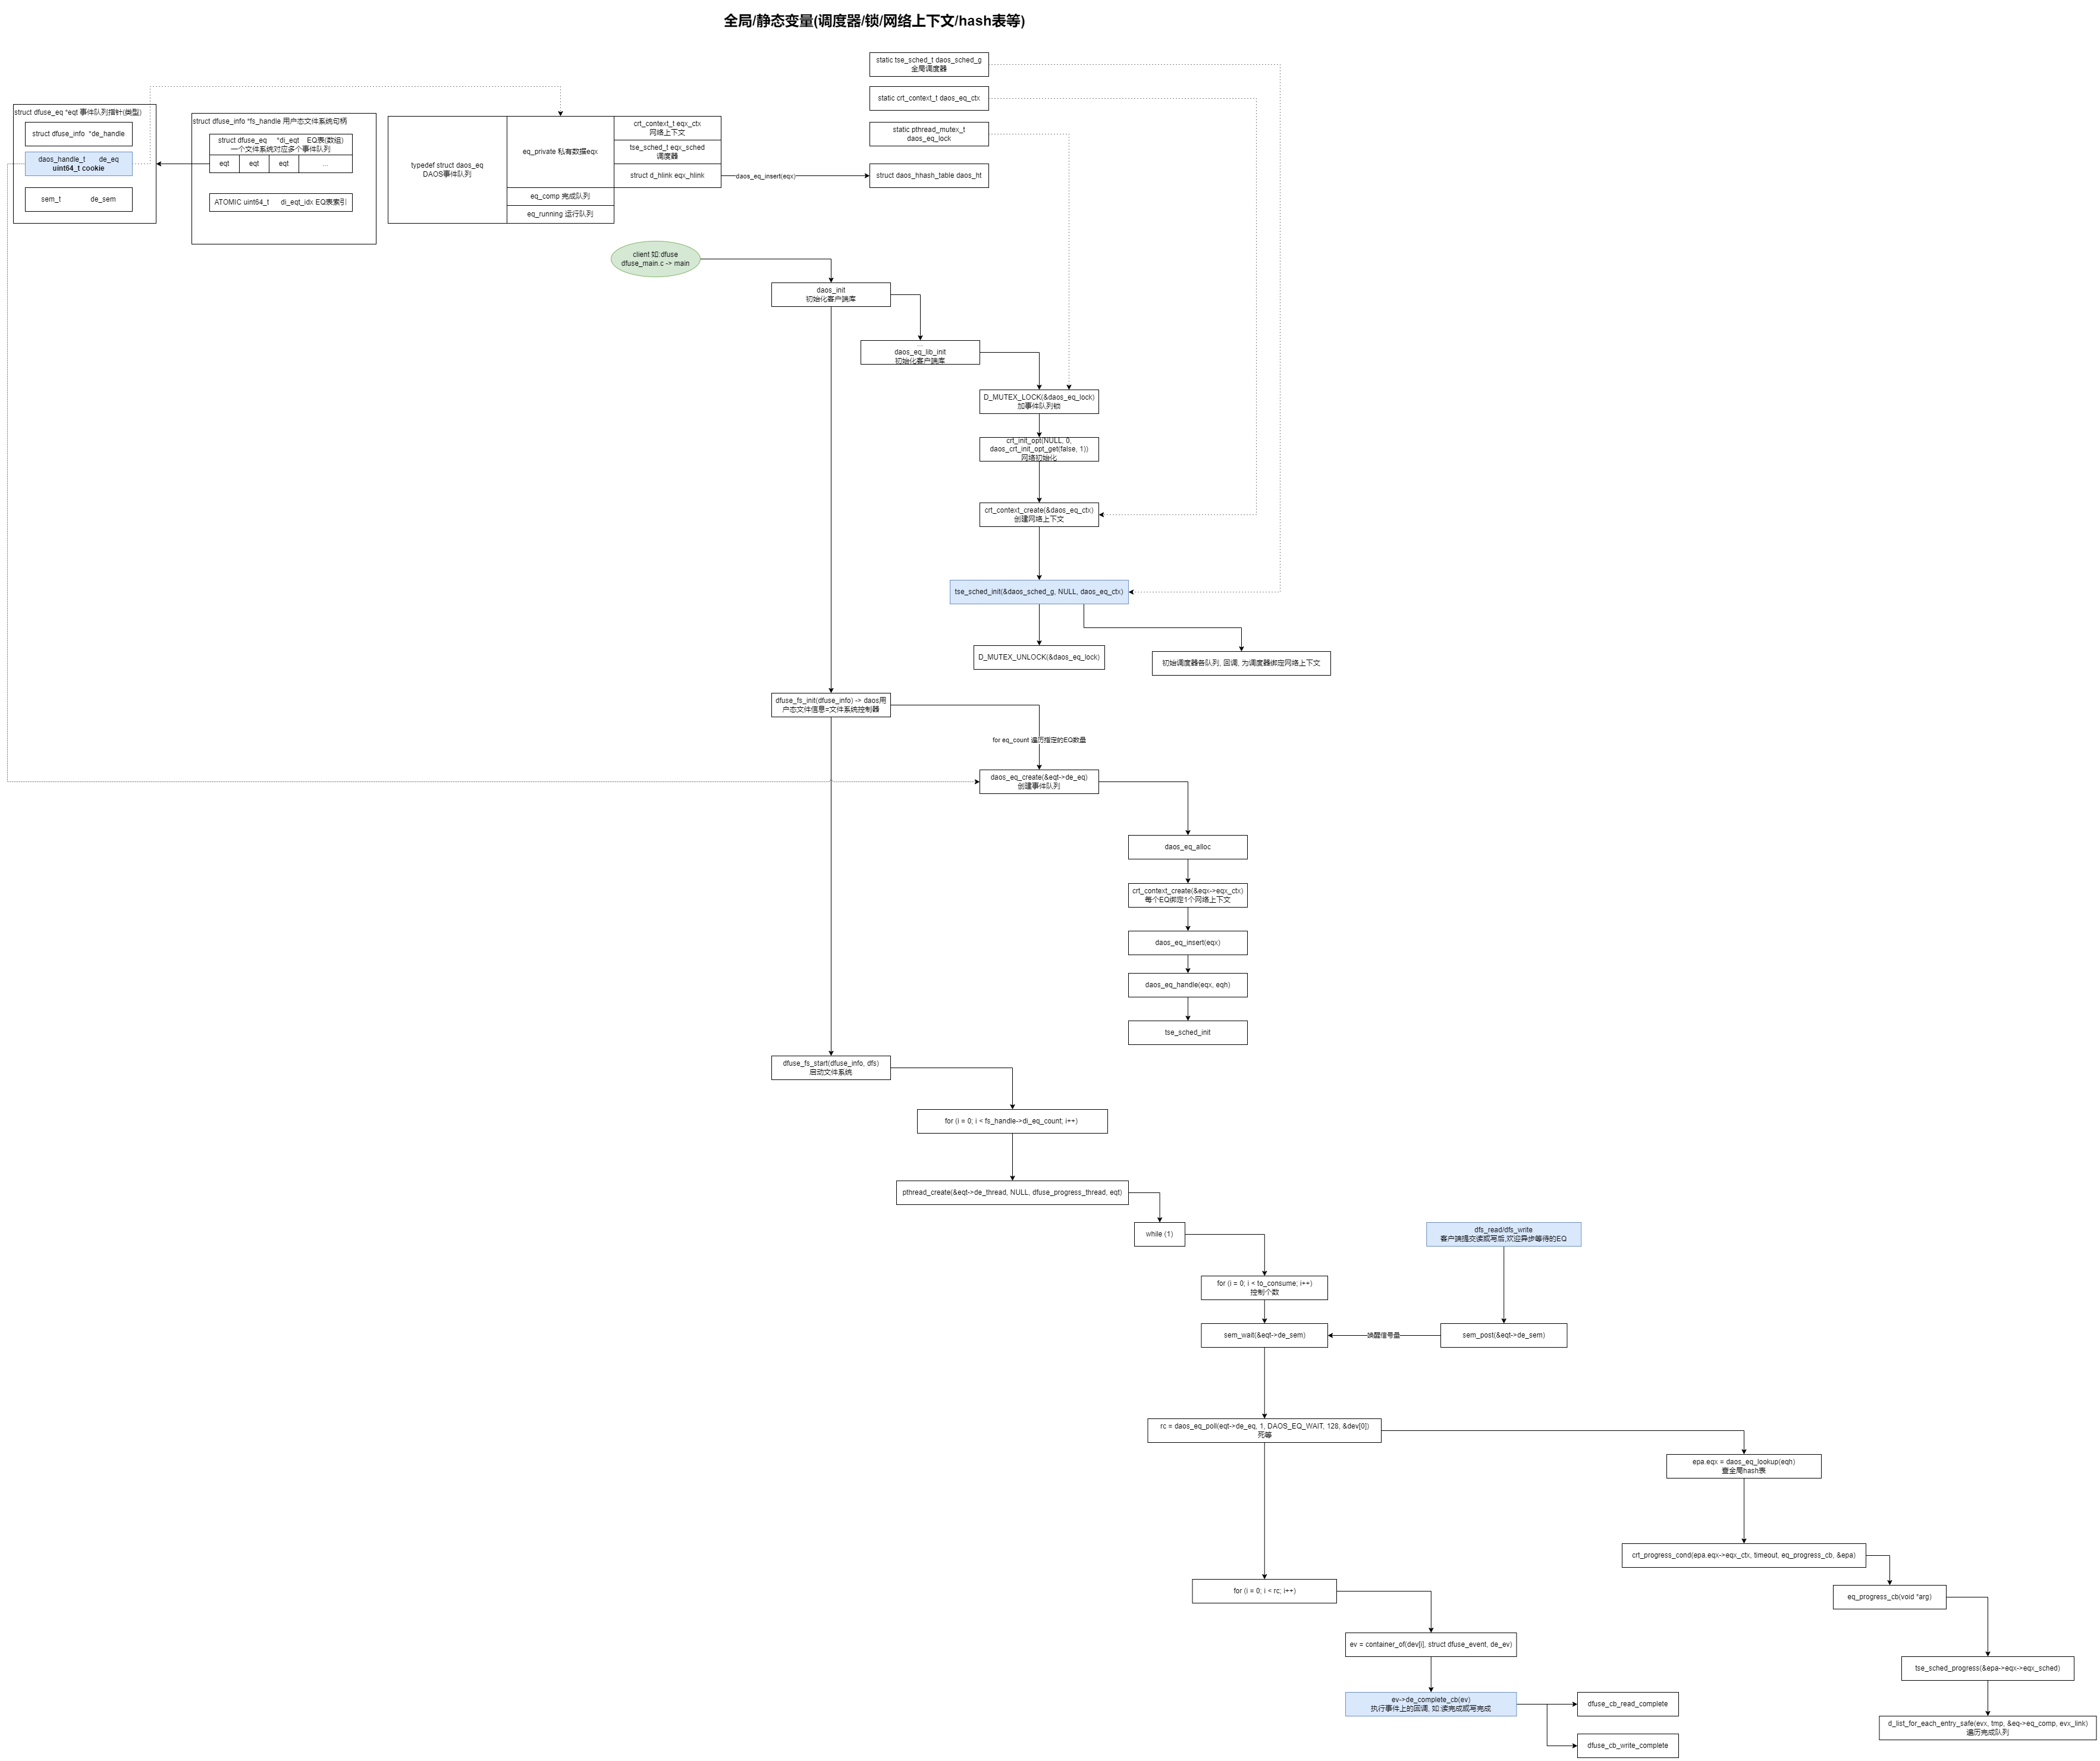 全局/静态变量(调度器/锁/网络上下文/hash表等)
static tse_sched_t daos_sched_g
全局调度器
static crt_context_t daos_eq_ctx
static pthread_mutex_t
daos_eq_lock
struct daos_hhash_table daos_ht
struct dfuse_eq *eqt 事件队列指针(类型)
struct dfuse_info *de_handle
daos_handle_t de_eq
uint64_t cookie
sem_t de_sem
struct dfuse_info *fs_handle 用户态文件系统句柄
struct dfuse_eq *di_eqt EQ表(数组)
一个文件系统对应多个事件队列
eqt
eqt
eqt
...
ATOMIC uint64_t di_eqt_idx EQ表索引
typedef struct daos_eq
DAOS事件队列
eq_private 私有数据eqx
crt_context_t eqx_ctx
网络上下文
tse_sched_t eqx_sched
调度器
struct d_hlink eqx_hlink
daos_eq_insert(eqx)
eq_comp 完成队列
eq_running 运行队列
client 如:dfuse
dfuse_main.c -> main
daos_init
初始化客户端库
...
daos_eq_lib_init
初始化客户端库
D_MUTEX_LOCK(&daos_eq_lock)
加事件队列锁
crt_init_opt(NULL, 0,
daos_crt_init_opt_get(false, 1))
网络初始化
crt_context_create(&daos_eq_ctx)
创建网络上下文
tse_sched_init(&daos_sched_g, NULL, daos_eq_ctx)
D_MUTEX_UNLOCK(&daos_eq_lock)
初始调度器各队列, 回调, 为调度器绑定网络上下文
dfuse_fs_init(dfuse_info) -> daos用
户态文件信息=文件系统控制器
for eq_count 遍历指定的EQ数量
daos_eq_create(&eqt->de_eq)
创建事件队列
daos_eq_alloc
crt_context_create(&eqx->eqx_ctx)
每个EQ绑定1个网络上下文
daos_eq_insert(eqx)
daos_eq_handle(eqx, eqh)
tse_sched_init
dfuse_fs_start(dfuse_info, dfs)
启动文件系统
for (i = 0; i < fs_handle->di_eq_count; i++)
pthread_create(&eqt->de_thread, NULL, dfuse_progress_thread, eqt)
while (1)
dfs_read/dfs_write
客户端提交读或写后,欢迎异步等待的EQ
for (i = 0; i < to_consume; i++)
控制个数
sem_wait(&eqt->de_sem)
唤醒信号量
sem_post(&eqt->de_sem)
rc = daos_eq_poll(eqt->de_eq, 1, DAOS_EQ_WAIT, 128, &dev[0])
死等
epa.eqx = daos_eq_lookup(eqh)
查全局hash表
crt_progress_cond(epa.eqx->eqx_ctx, timeout, eq_progress_cb, &epa)
for (i = 0; i < rc; i++)
eq_progress_cb(void *arg)
ev = container_of(dev[i], struct dfuse_event, de_ev)
tse_sched_progress(&epa->eqx->eqx_sched)
ev->de_complete_cb(ev)
执行事件上的回调, 如:读完成或写完成
dfuse_cb_read_complete
d_list_for_each_entry_safe(evx, tmp, &eq->eq_comp, evx_link)
遍历完成队列
dfuse_cb_write_complete